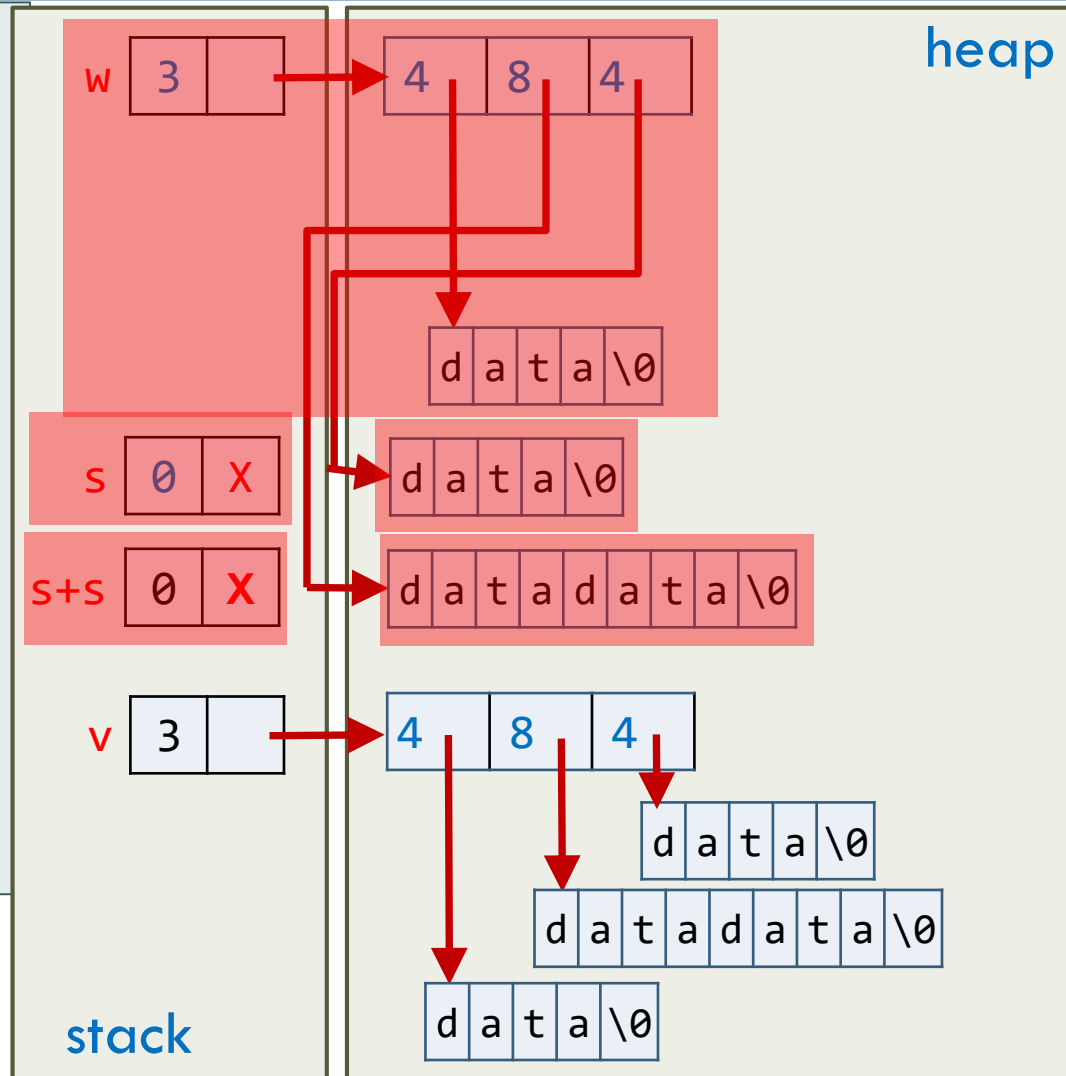 heap
w 3 4 8 4
d a t a \0
s 0 X d a t a \0
s+s 0 X d a t a d a t a \0
v 3 4 8 4
d a t a \0
d a t a d a t a \0
d a t a \0
stack